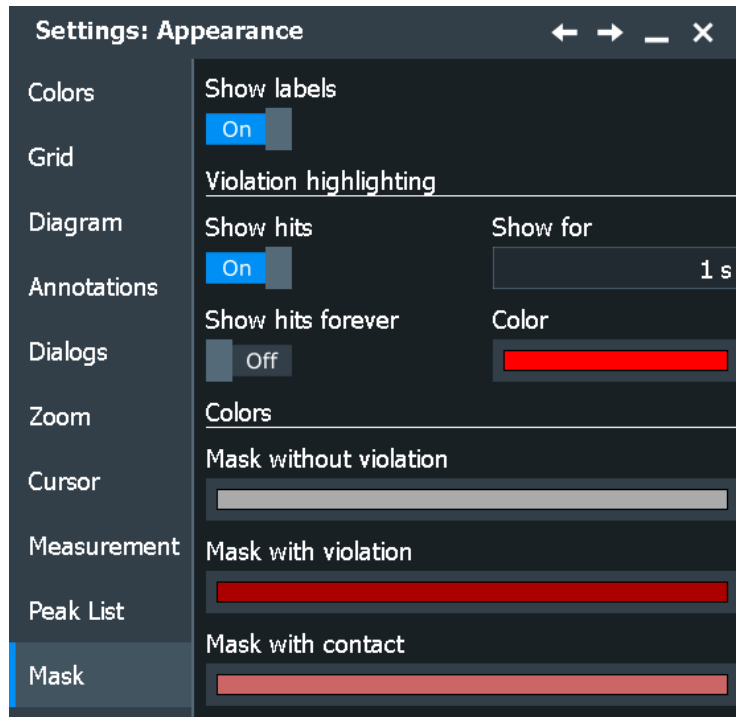 Settings: Appearance
Colors
Grid
Diagram
Annotations
Dialogs
Zoom
Cursor
Measurement
Peak List
Mask
Show labels
On
Violation highlighting
Show hits
Show for
On
1 s
Show hits forever
Color
Off
Colors
Mask without violation
Mask with violation
Mask with contact